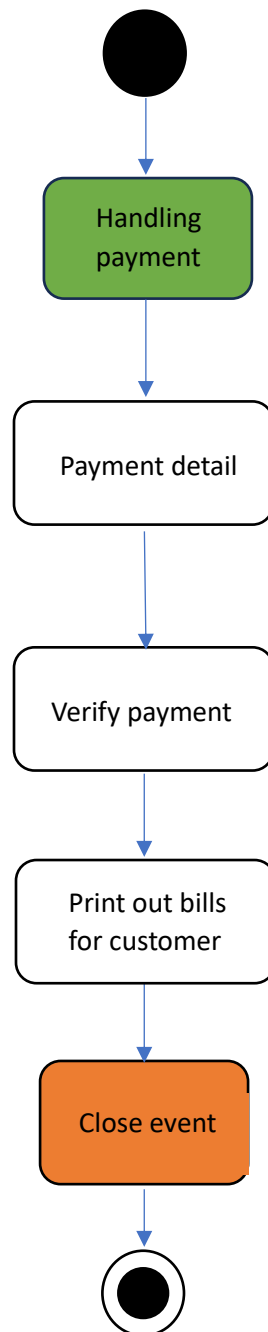 Handling
payment
Payment detail
Verify payment
Print out bills
for customer
Close event